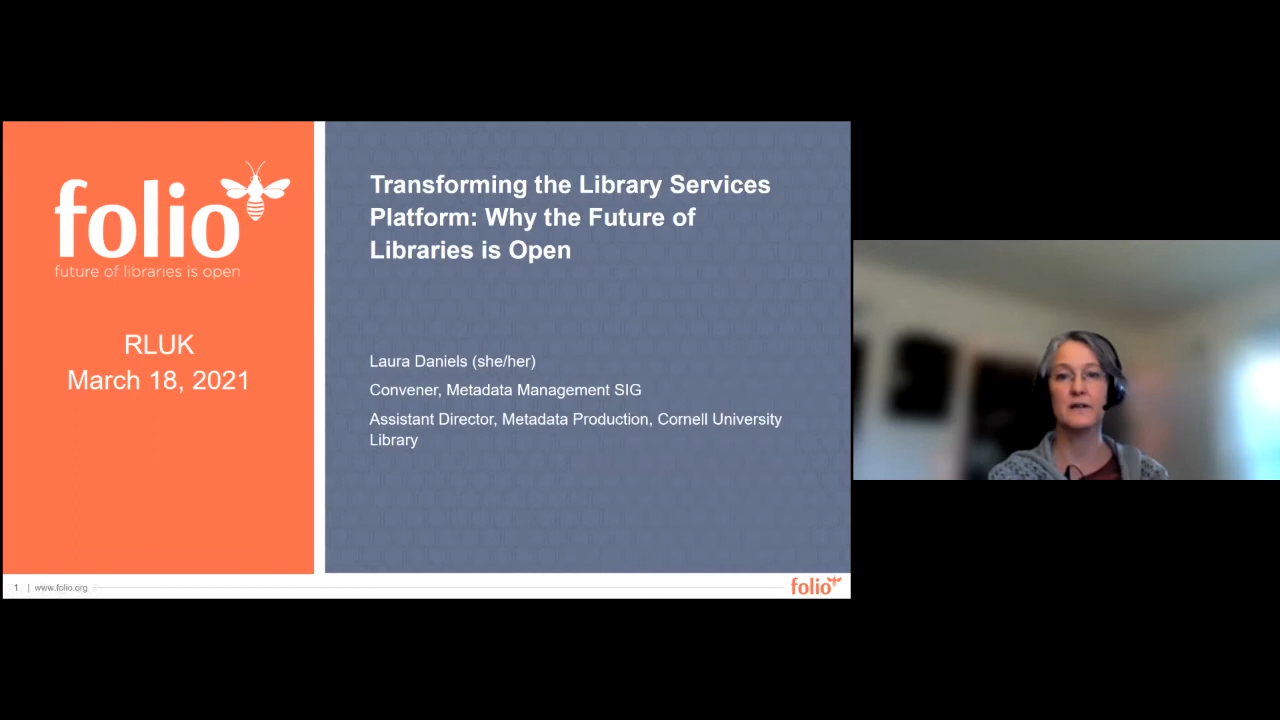 folio
future of libraries is open
RLUK
March 18, 2021
Transforming the Library Services
Platform: Why the Future of
Libraries is Open
Laura Daniels (she/her)
Convener, Metadata Management SIG
Assistant Director, Metadata Production, Cornell University
Library
1 | www.folio.org
folio